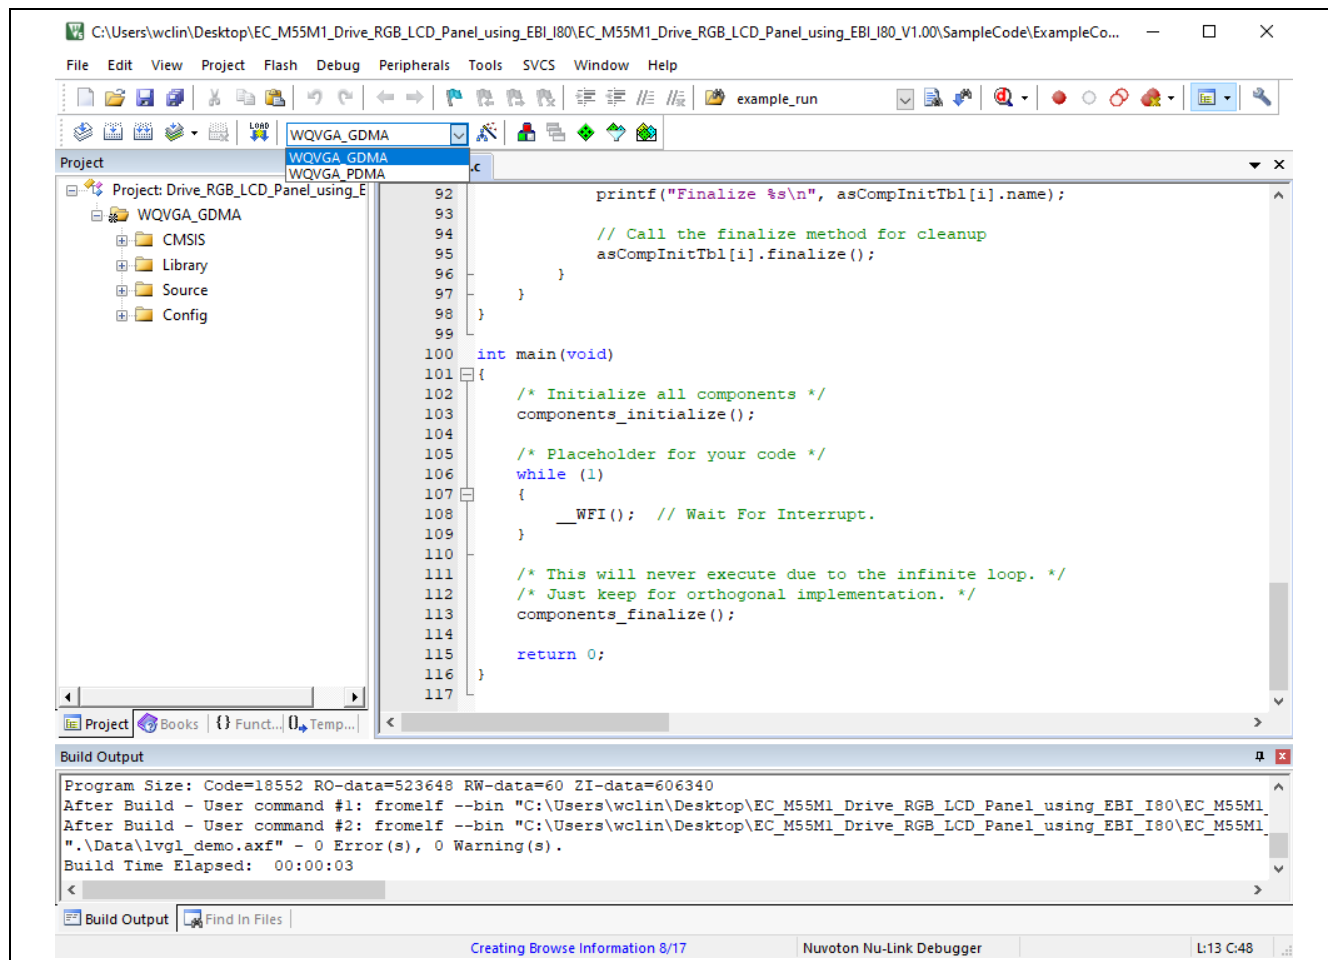 C:\Users\wclin\Desktop\EC_M55M1_Drive_RGB_LCD_Panel_using_EBI_I80\EC_M55M1_Drive_RGB_LCD_Panel_using_EBI_I80_V1.00\SampleCode\ExampleCo...
File Edit View Project Flash Debug Peripherals Tools SVCS Window Help
example_run
LOAD
WQVGA_GDMA
WQVGA_GDMA
WQVGA_PDMA
Project
.c
Project: Drive_RGB_LCD_Panel_using_E
WQVGA_GDMA
CMSIS
Library
Source
Config
92 printf("Finalize %s\n", asCompInitTbl[i].name);
93
94 // Call the finalize method for cleanup
95 asCompInitTbl[i].finalize();
96 }
97 }
98 }
99
100 int main(void)
101 {
102 /* Initialize all components */
103 components_initialize();
104
105 /* Placeholder for your code */
106 while (1)
107 {
108 __WFI(); // Wait For Interrupt.
109 }
110
111 /* This will never execute due to the infinite loop. */
112 /* Just keep for orthogonal implementation. */
113 components_finalize();
114
115 return 0;
116 }
117
Project Books {} Funct... Temp...
Build Output
Program Size: Code=18552 RO-data=523648 RW-data=60 ZI-data=606340
After Build - User command #1: fromelf --bin "C:\Users\wclin\Desktop\EC_M55M1_Drive_RGB_LCD_Panel_using_EBI_I80\EC_M55M1_
After Build - User command #2: fromelf --bin "C:\Users\wclin\Desktop\EC_M55M1_Drive_RGB_LCD_Panel_using_EBI_I80\EC_M55M1_
".\Data\lvgl_demo.axf" - 0 Error(s), 0 Warning(s).
Build Time Elapsed: 00:00:03
Build Output Find In Files
Creating Browse Information 8/17 Nuvoton Nu-Link Debugger L:13 C:48